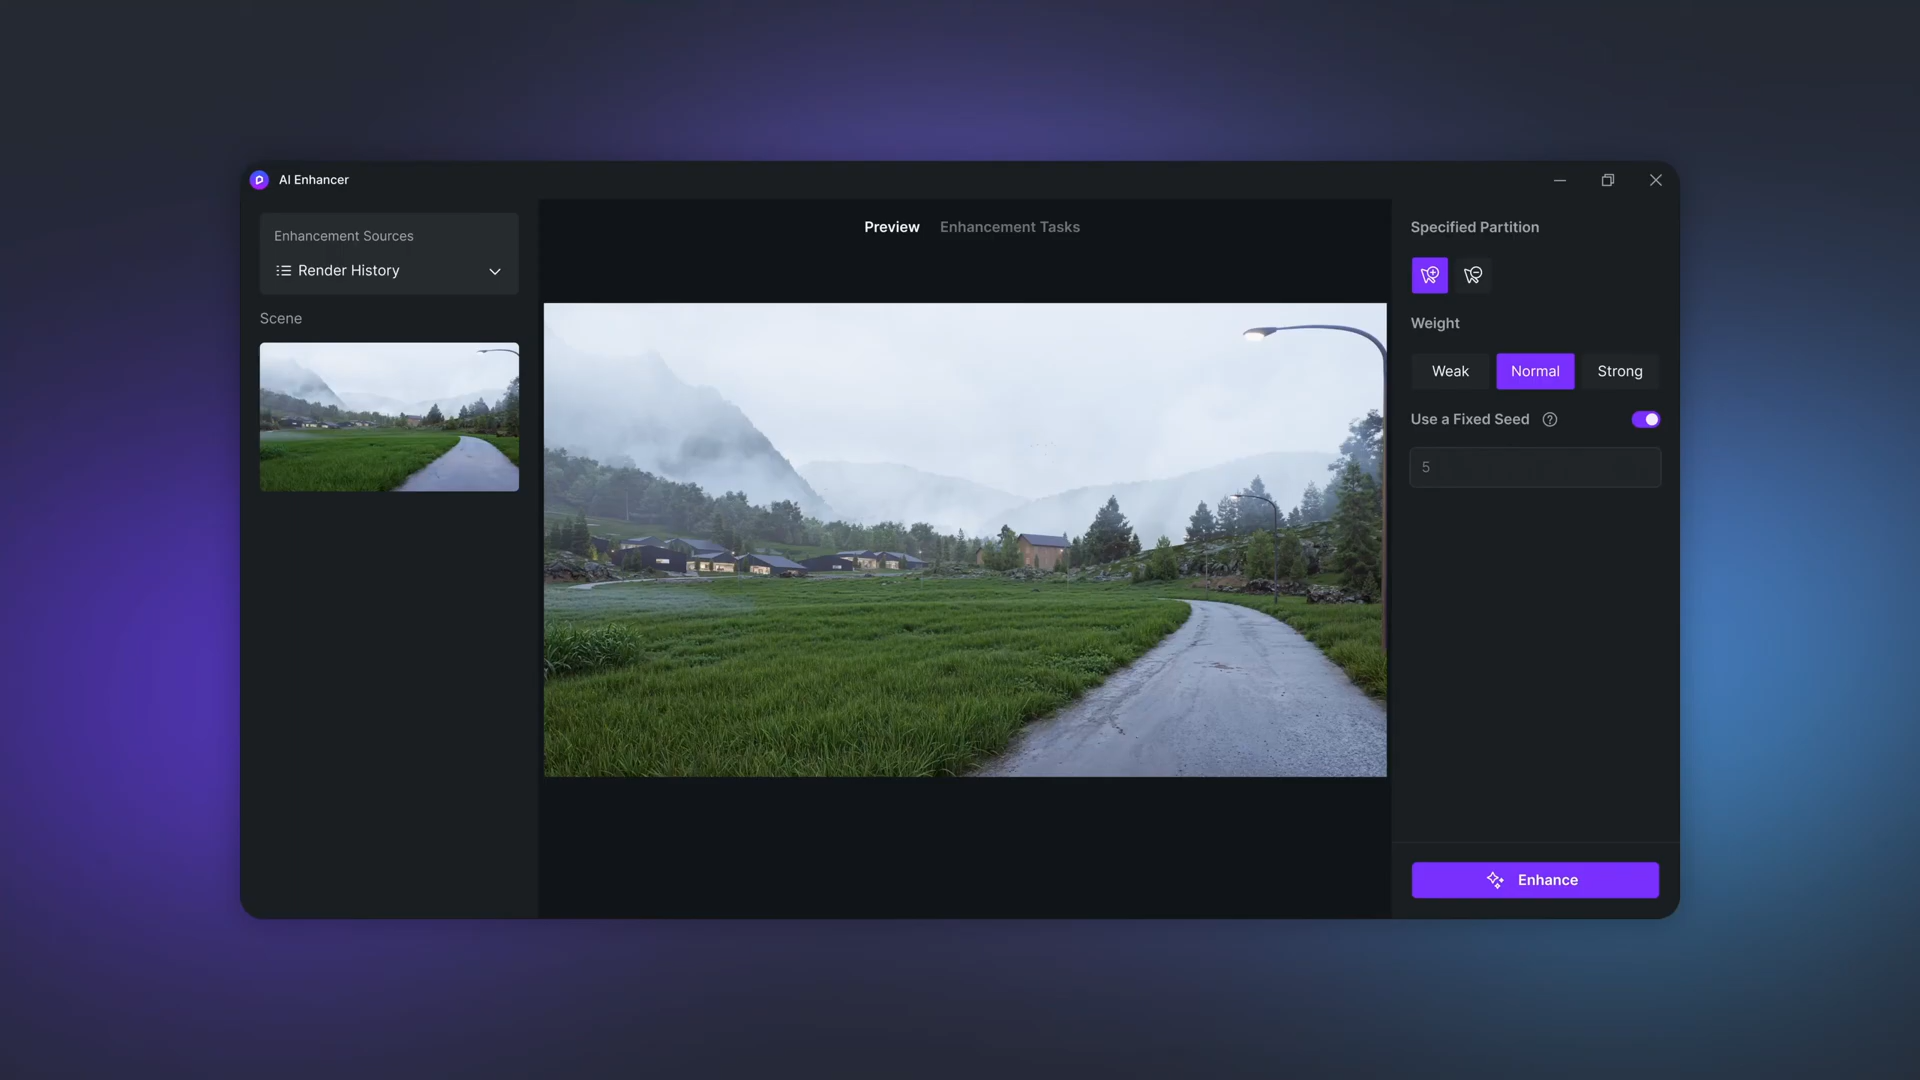 AI Enhancer
Enhancement Sources
Render History
Scene
Preview
Enhancement Tasks
Specified Partition
Weight
Weak
Normal
Strong
Use a Fixed Seed
5
Enhance